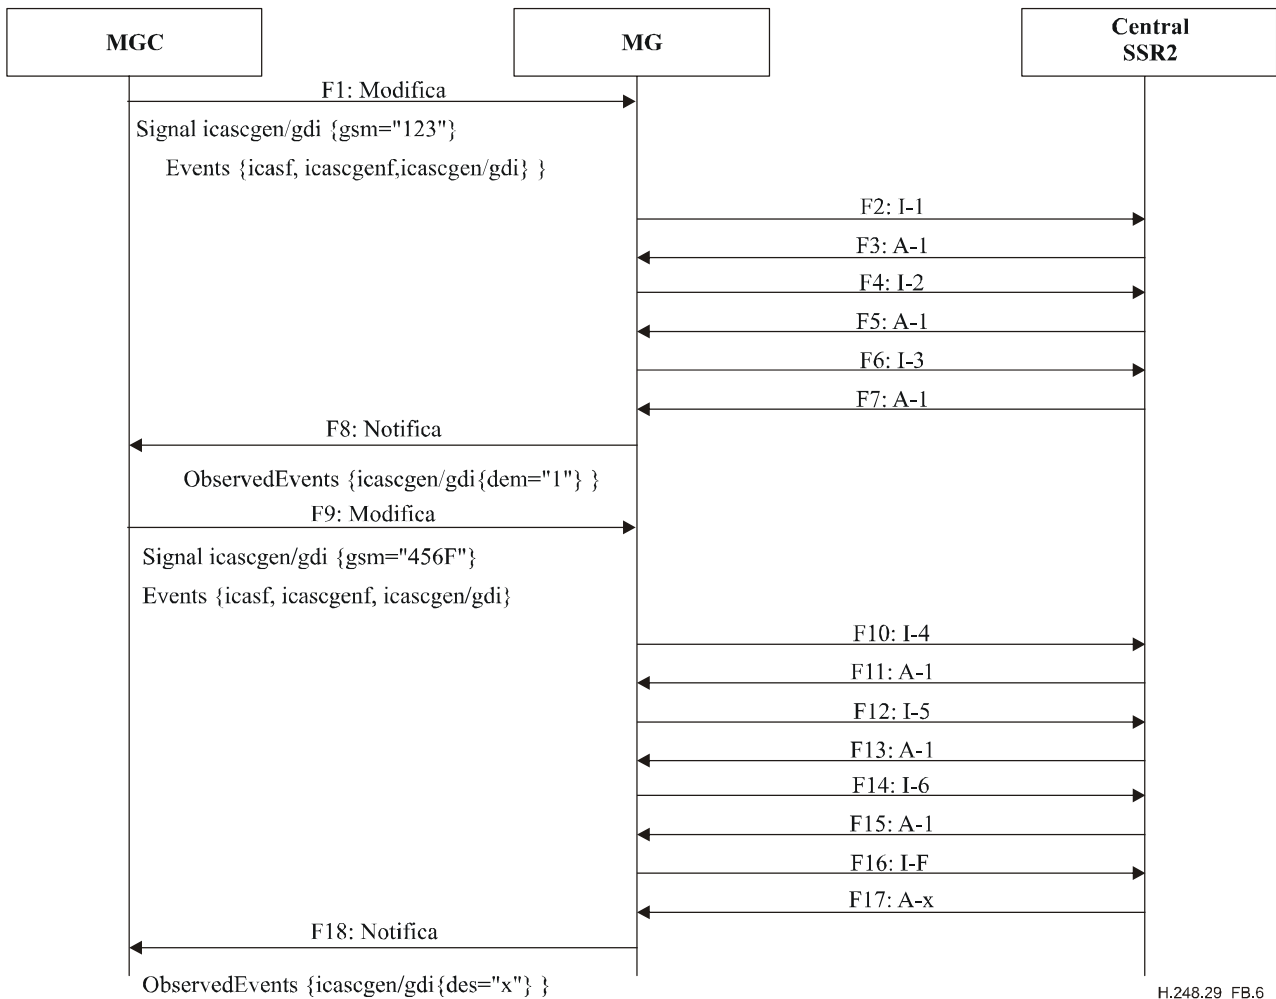 MGC
MG
Central
SSR2
F1: Modifica
Signal icascgen/gdi {gsm="123"}
Events {icasf, icascgenf,icascgen/gdi} }
F2: I-1
F3: A-1
F4: I-2
F5: A-1
F6: I-3
F7: A-1
F8: Notifica
ObservedEvents {icascgen/gdi{dem="1"} }
F9: Modifica
Signal icascgen/gdi {gsm="456F"}
Events {icasf, icascgenf, icascgen/gdi}
F10: I-4
F11: A-1
F12: I-5
F13: A-1
F14: I-6
F15: A-1
F16: I-F
F17: A-x
F18: Notifica
ObservedEvents {icascgen/gdi{des="x"} }
H.248.29_FB.6